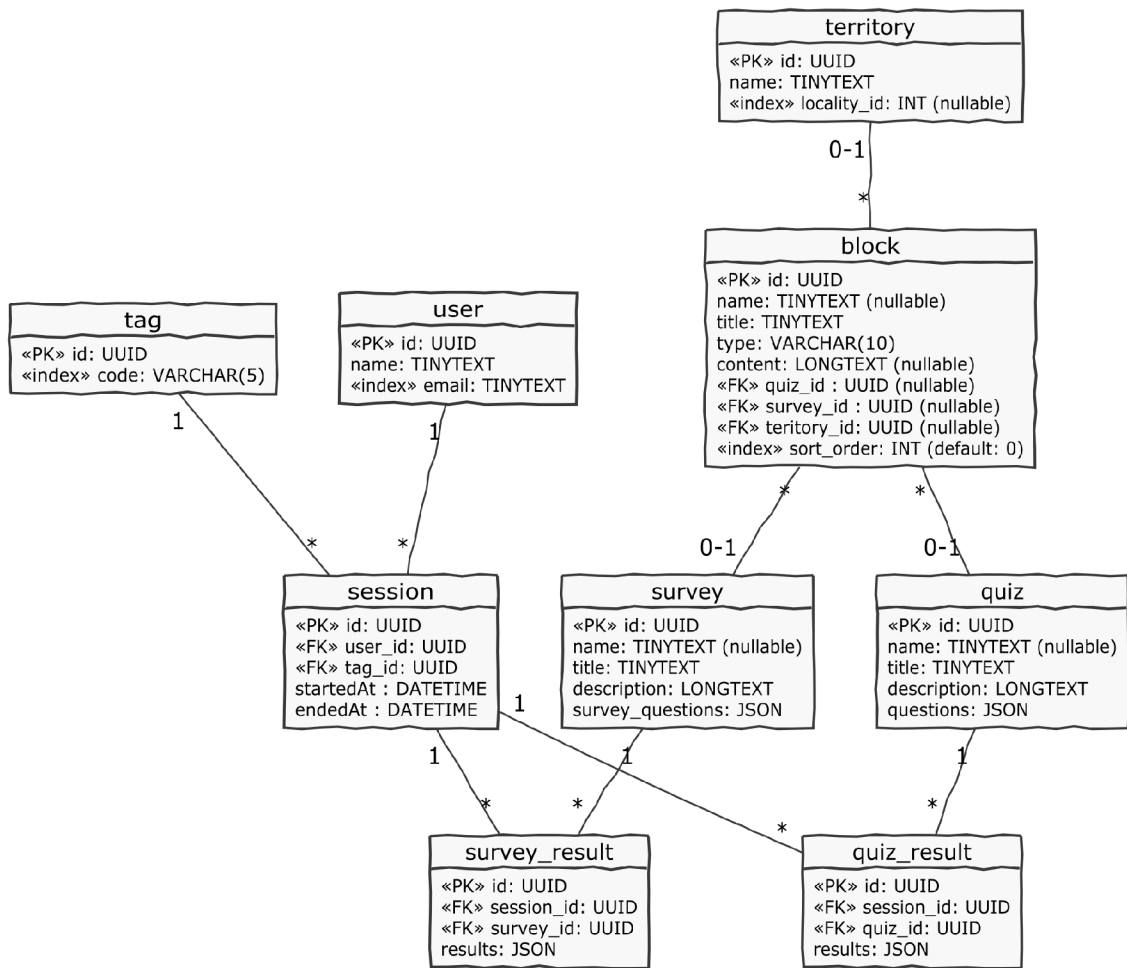 territory
«PK» id: UUID
name: TINYTEXT
«index» locality_id: INT (nullable)
0-1
*
block
«PK» id: UUID
name: TINYTEXT (nullable)
title: TINYTEXT
type: VARCHAR(10)
content: LONGTEXT (nullable)
«FK» quiz_id : UUID (nullable)
«FK» survey_id : UUID (nullable)
«FK» teritory_id: UUID (nullable)
«index» sort_order: INT (default: 0)
tag
«PK» id: UUID
«index» code: VARCHAR(5)
user
«PK» id: UUID
name: TINYTEXT
«index» email: TINYTEXT
1
1
*
*
*
*
0-1
0-1
session
«PK» id: UUID
«FK» user_id: UUID
«FK» tag_id: UUID
startedAt : DATETIME
endedAt : DATETIME
survey
«PK» id: UUID
name: TINYTEXT (nullable)
title: TINYTEXT
description: LONGTEXT
survey_questions: JSON
quiz
«PK» id: UUID
name: TINYTEXT (nullable)
title: TINYTEXT
description: LONGTEXT
questions: JSON
1
1
1
1
*
*
*
*
survey_result
«PK» id: UUID
«FK» session_id: UUID
«FK» survey_id: UUID
results: JSON
quiz_result
«PK» id: UUID
«FK» session_id: UUID
«FK» quiz_id: UUID
results: JSON